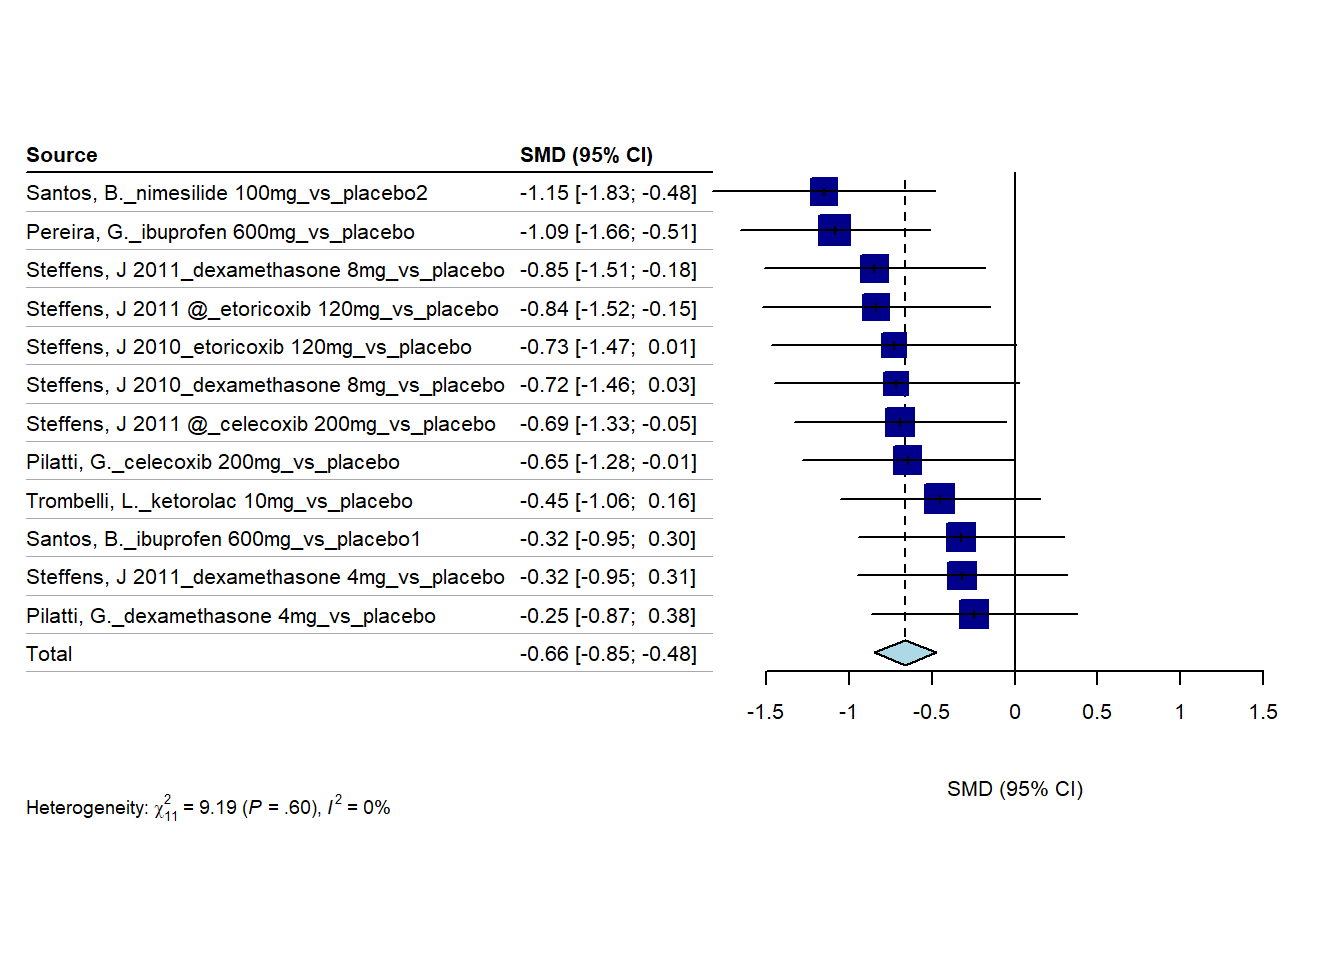 Source SMD (95% CI)
Santos, B._nimesilide 100mg_vs_placebo2 -1.15 [-1.83; -0.48]
Pereira, G._ibuprofen 600mg_vs_placebo -1.09 [-1.66; -0.51]
Steffens, J 2011_dexamethasone 8mg_vs_placebo -0.85 [-1.51; -0.18]
Steffens, J 2011 @_etoricoxib 120mg_vs_placebo -0.84 [-1.52; -0.15]
Steffens, J 2010_etoricoxib 120mg_vs_placebo -0.73 [-1.47; 0.01]
Steffens, J 2010_dexamethasone 8mg_vs_placebo -0.72 [-1.46; 0.03]
Steffens, J 2011 @_celecoxib 200mg_vs_placebo -0.69 [-1.33; -0.05]
Pilatti, G._celecoxib 200mg_vs_placebo -0.65 [-1.28; -0.01]
Trombelli, L._ketorolac 10mg_vs_placebo -0.45 [-1.06; 0.16]
Santos, B._ibuprofen 600mg_vs_placebo1 -0.32 [-0.95; 0.30]
Steffens, J 2011_dexamethasone 4mg_vs_placebo -0.32 [-0.95; 0.31]
Pilatti, G._dexamethasone 4mg_vs_placebo -0.25 [-0.87; 0.38]
Total -0.66 [-0.85; -0.48]
-1.5 -1 -0.5 0 0.5 1 1.5
SMD (95% CI)
Heterogeneity: χ²₁₁ = 9.19 (P = .60), I² = 0%